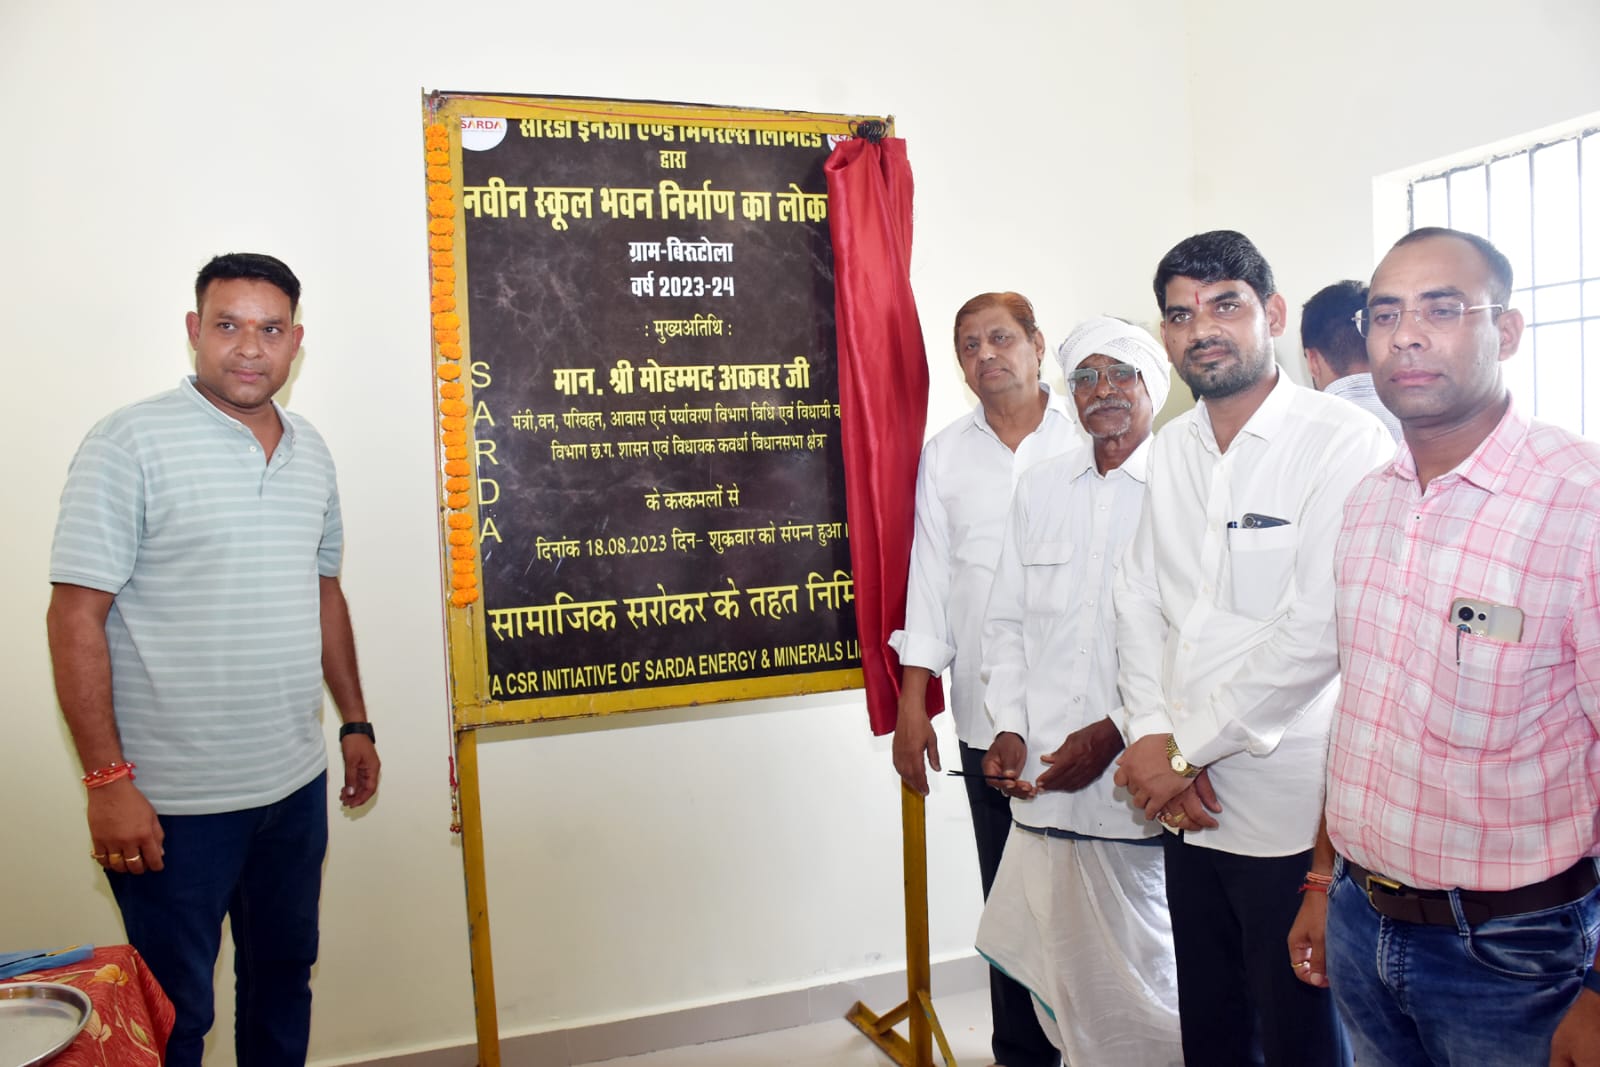 SARDA
सारडा इनर्जी एण्ड मिनरल्स लिमिटेड
द्वारा
नवीन स्कूल भवन निर्माण का लोक
ग्राम-बिरूटोला
वर्ष 2023-24
: मुख्यअतिथि :
मान. श्री मोहम्मद अकबर जी
मंत्री,वन, परिवहन, आवास एवं पर्यावरण विभाग विधि एवं विधायी
विभाग छ.ग. शासन एवं विधायक कवर्धा विधानसभा क्षेत्र
के करकमलों से
दिनांक 18.08.2023 दिन- शुक्रवार को संपन्न हुआ।
SARDA
सामाजिक सरोकार के तहत
A CSR INITIATIVE OF SARDA ENERGY & MINERALS